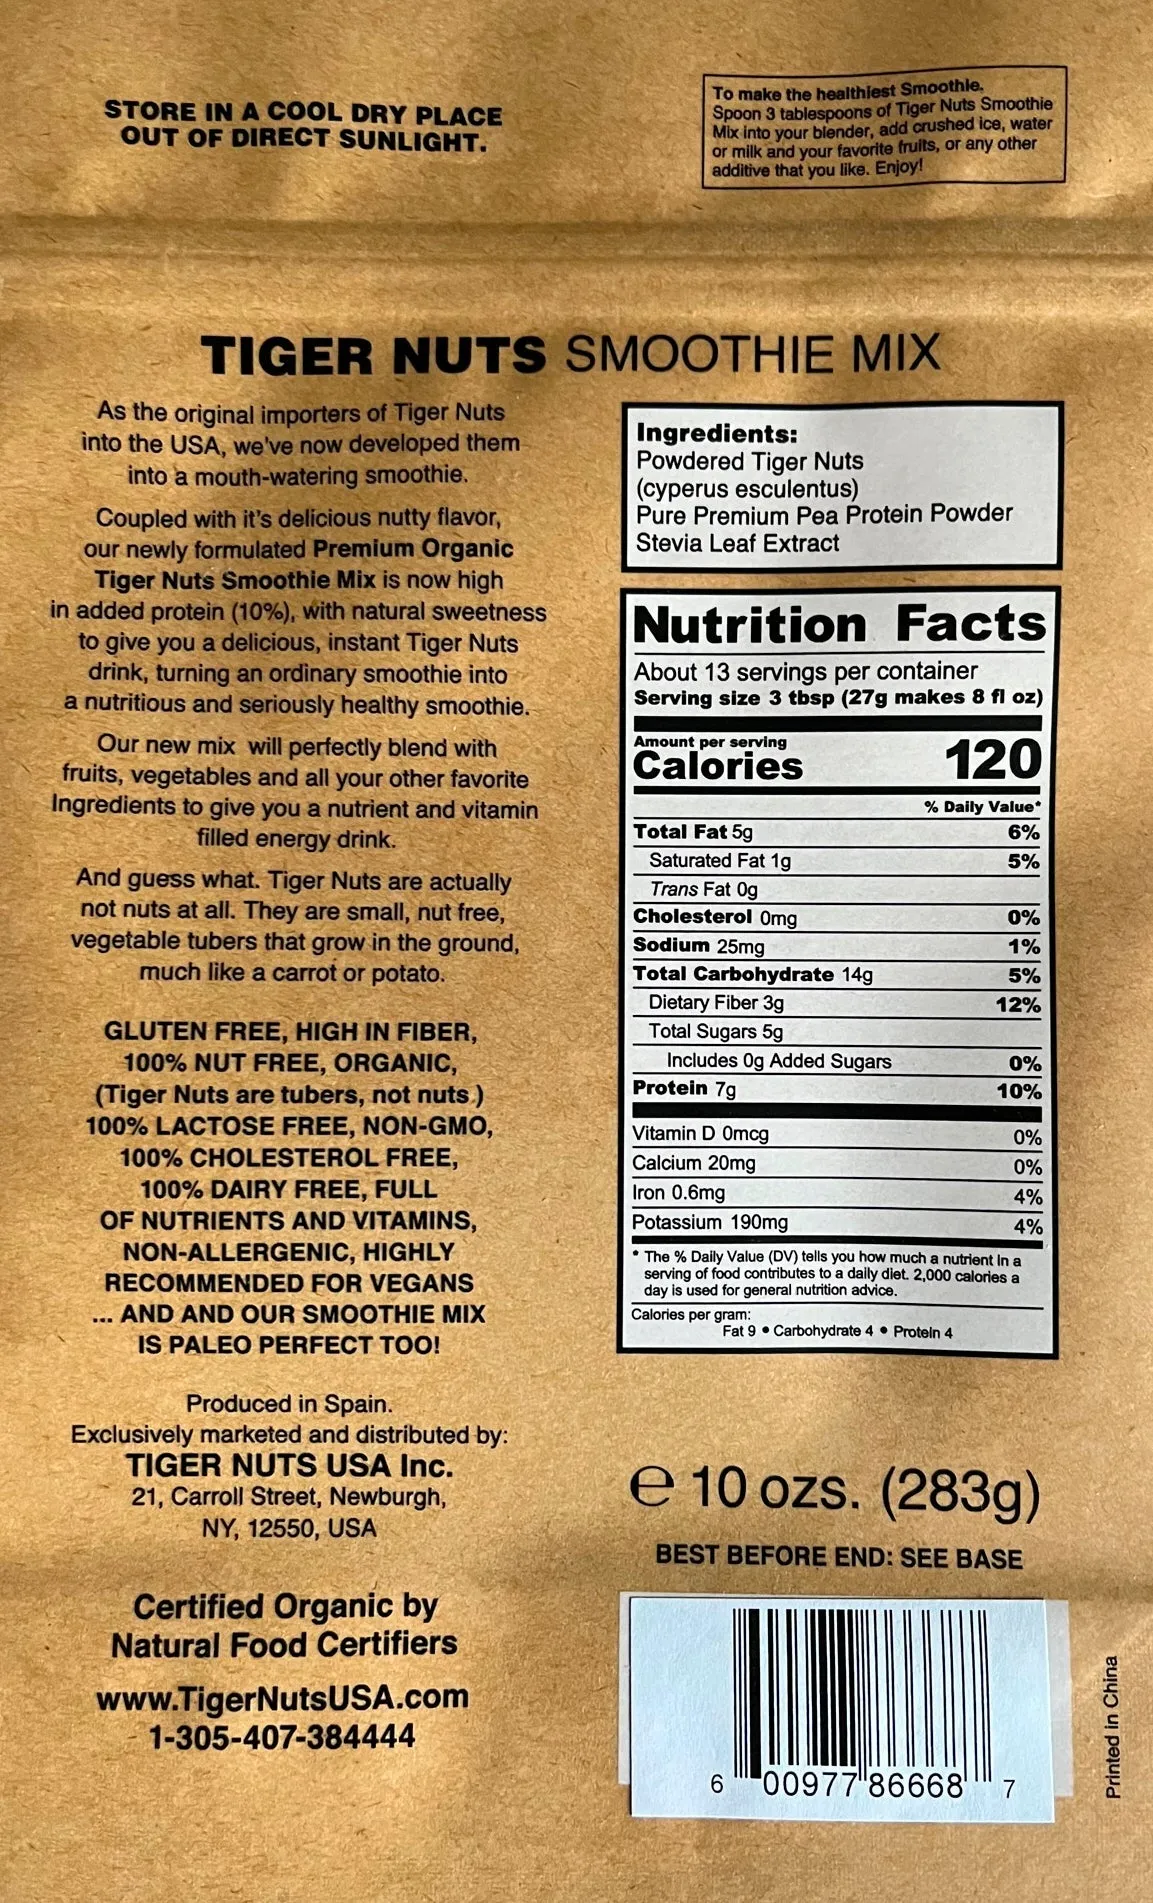 STORE IN A COOL DRY PLACE
OUT OF DIRECT SUNLIGHT.
To make the healthiest Smoothie.
Spoon 3 tablespoons of Tiger Nuts Smoothie
Mix into your blender, add crushed ice, water
or milk and your favorite fruits, or any other
additive that you like. Enjoy!
TIGER NUTS SMOOTHIE MIX
As the original importers of Tiger Nuts
into the USA, we've now developed them
into a mouth-watering smoothie.
Coupled with it's delicious nutty flavor,
our newly formulated Premium Organic
Tiger Nuts Smoothie Mix is now high
in added protein (10%), with natural sweetness
to give you a delicious, instant Tiger Nuts
drink, turning an ordinary smoothie into
a nutritious and seriously healthy smoothie.
Our new mix will perfectly blend with
fruits, vegetables and all your other favorite
Ingredients to give you a nutrient and vitamin
filled energy drink.
And guess what. Tiger Nuts are actually
not nuts at all. They are small, nut free,
vegetable tubers that grow in the ground,
much like a carrot or potato.
GLUTEN FREE, HIGH IN FIBER,
100% NUT FREE, ORGANIC,
(Tiger Nuts are tubers, not nuts.)
100% LACTOSE FREE, NON-GMO,
100% CHOLESTEROL FREE,
100% DAIRY FREE, FULL
OF NUTRIENTS AND VITAMINS,
NON-ALLERGENIC, HIGHLY
RECOMMENDED FOR VEGANS
... AND AND OUR SMOOTHIE MIX
IS PALEO PERFECT TOO!
Produced in Spain.
Exclusively marketed and distributed by:
TIGER NUTS USA Inc.
21, Carroll Street, Newburgh,
NY, 12550, USA
Certified Organic by
Natural Food Certifiers
www.TigerNutsUSA.com
1-305-407-384444
Ingredients:
Powdered Tiger Nuts
(cyperus esculentus)
Pure Premium Pea Protein Powder
Stevia Leaf Extract
Nutrition Facts
About 13 servings per container
Serving size 3 tbsp (27g makes 8 fl oz)
Amount per serving
Calories 120
% Daily Value*
Total Fat 5g 6%
Saturated Fat 1g 5%
Trans Fat 0g
Cholesterol 0mg 0%
Sodium 25mg 1%
Total Carbohydrate 14g 5%
Dietary Fiber 3g 12%
Total Sugars 5g
Includes 0g Added Sugars 0%
Protein 7g 10%
Vitamin D 0mcg 0%
Calcium 20mg 0%
Iron 0.6mg 4%
Potassium 190mg 4%
* The % Daily Value (DV) tells you how much a nutrient in a
serving of food contributes to a daily diet. 2,000 calories a
day is used for general nutrition advice.
Calories per gram:
Fat 9 • Carbohydrate 4 • Protein 4
℮ 10 ozs. (283g)
BEST BEFORE END: SEE BASE
6 00977 86668 7
Printed in China